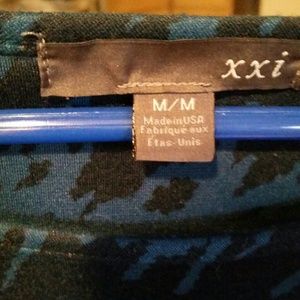 xxi
M/M
Made in USA
Fabriqué aux
États-Unis